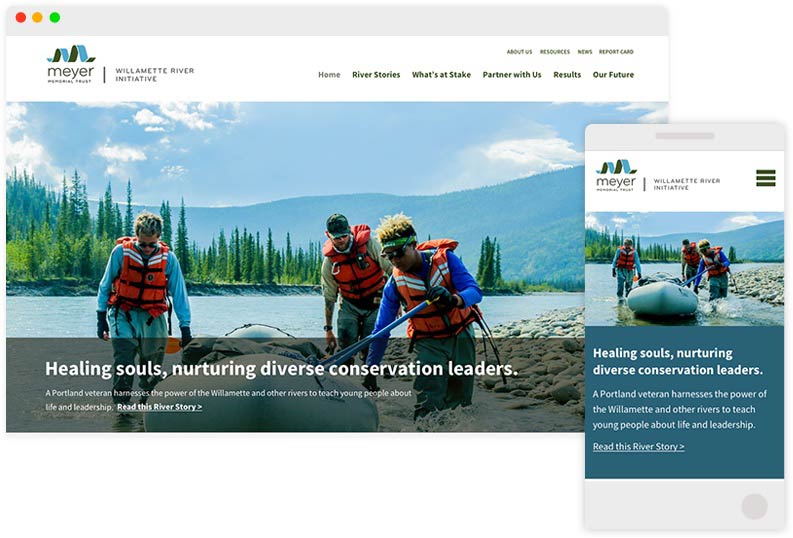 meyer
MEMORIAL TRUST
WILLAMETTE RIVER
INITIATIVE
ABOUT US RESOURCES NEWS REPORT CARD
Home River Stories What's at Stake Partner with Us Results Our Future
Healing souls, nurturing diverse conservation leaders.
A Portland veteran harnesses the power of the Willamette and other rivers to teach young people about
life and leadership. Read this River Story >
meyer
MEMORIAL TRUST
WILLAMETTE RIVER
INITIATIVE
Healing souls, nurturing
diverse conservation leaders.
A Portland veteran harnesses the power of
the Willamette and other rivers to teach
young people about life and leadership.
Read this River Story >